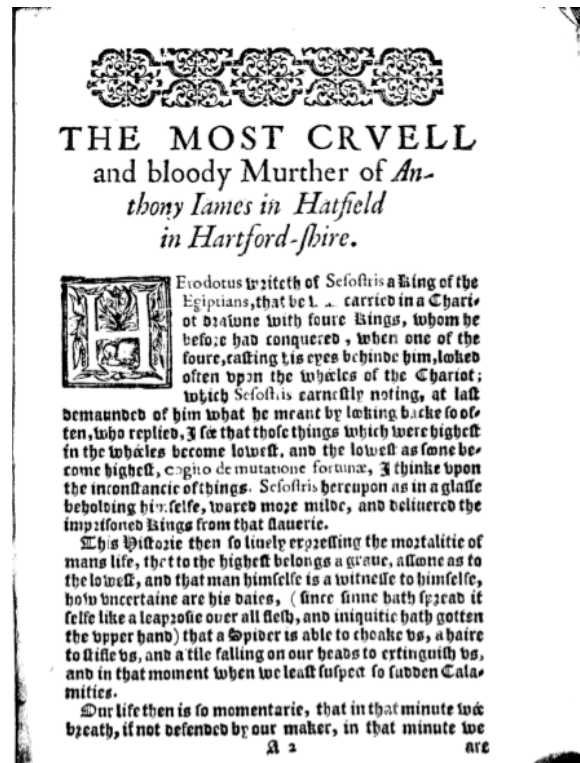 THE MOST CRVELL
and bloody Murther of An-
thony Iames in Hatfield
in Hartford-ſhire.
HErodotus writeth of Seſoſtris a King of the
Egiptians, that be carried in a Chari-
ot drawne with foure Kings, whom he
before had conquered, when one of the
foure, caſting his eyes behinde him, loked
often vpon the wheeles of the Chariot;
which Seſoſtris earneſtly noting, at laſt
demaunded of him what he meant by looking backe ſo of-
ten, who replied, I ſee that thoſe things which were higheſt
in the wheeles become loweſt, and the loweſt as ſoone be-
come higheſt, cogito de mutatione fortunæ, I thinke vpon
the inconſtancie of things. Seſoſtris hereupon as in a glaſſe
beholding himſelfe, waxed more milde, and deliuered the
impriſoned Kings from that ſlauerie.
This Hiſtorie then ſo liuely expreſſing the mortalitie of
mans life, that to the higheſt belongs a graue, aſſoone as to
the loweſt, and that man himſelfe is a witneſſe to himſelfe,
how vncertaine are his daies, (ſince ſinne hath ſpread it
ſelfe like a leaproſie ouer all fleſh, and iniquitie hath gotten
the vpper hand) that a Spider is able to choake vs, a haire
to ſtifle vs, and a tile falling on our heads to extinguiſh vs,
and in that moment when we leaſt ſuſpect ſo ſudden Cala-
mities.
Our life then is ſo momentarie, that in that minute wee
breath, if not defended by our maker, in that minute we
A 2 are